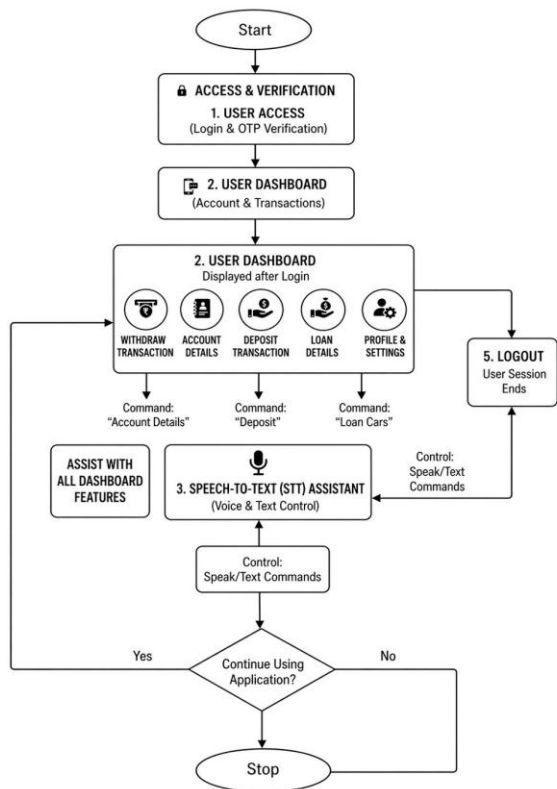 Start
ACCESS & VERIFICATION
1. USER ACCESS
(Login & OTP Verification)
2. USER DASHBOARD
(Account & Transactions)
2. USER DASHBOARD
Displayed after Login
WITHDRAW
TRANSACTION
ACCOUNT
DETAILS
DEPOSIT
TRANSACTION
LOAN
DETAILS
PROFILE &
SETTINGS
5. LOGOUT
User Session
Ends
Command:
“Account Details”
Command:
“Deposit”
Command:
“Loan Cars”
ASSIST WITH
ALL DASHBOARD
FEATURES
3. SPEECH-TO-TEXT (STT) ASSISTANT
(Voice & Text Control)
Control:
Speak/Text
Commands
Control:
Speak/Text Commands
Yes
Continue Using
Application?
No
Stop